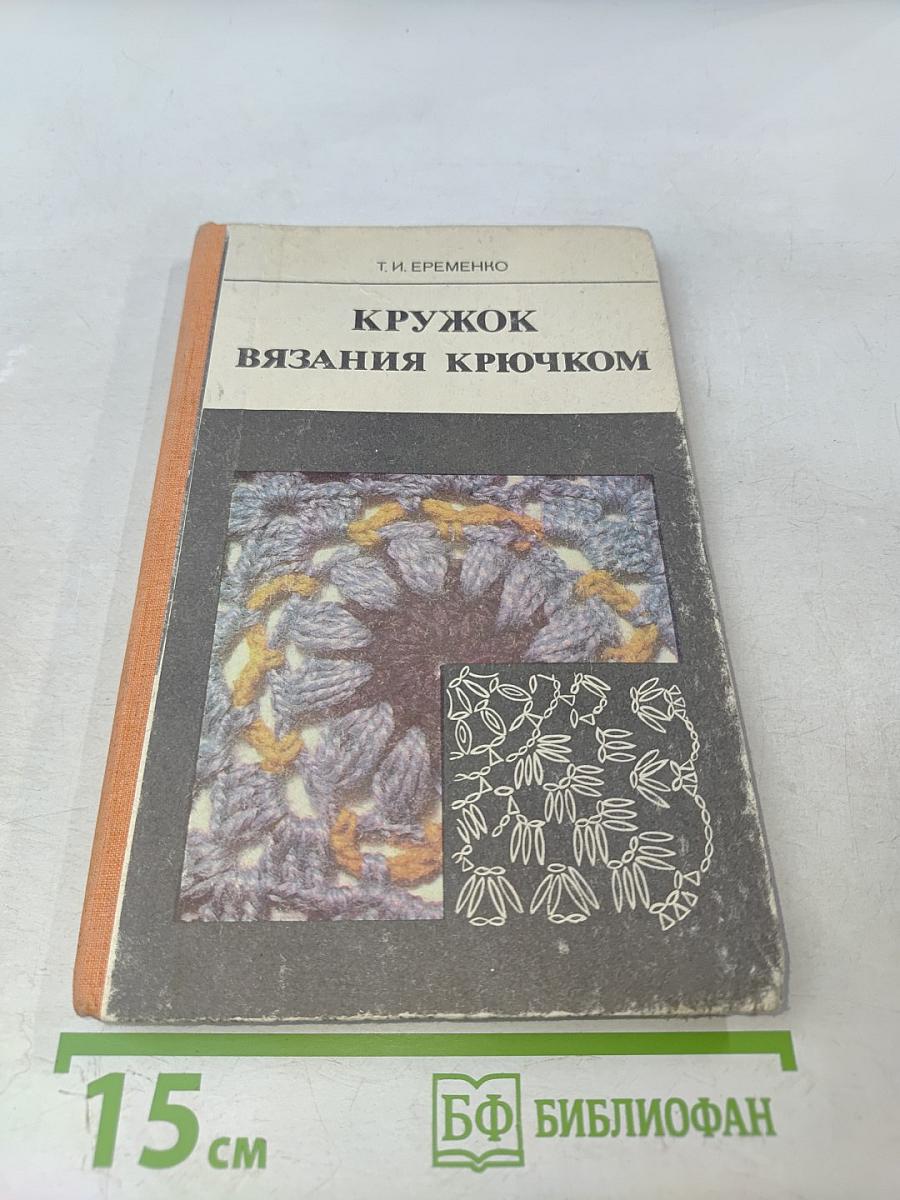 Т. И. ЕРЕМЕНКО
КРУЖОК
ВЯЗАНИЯ КРЮЧКОМ
15 см
БФ БИБЛИОФАН